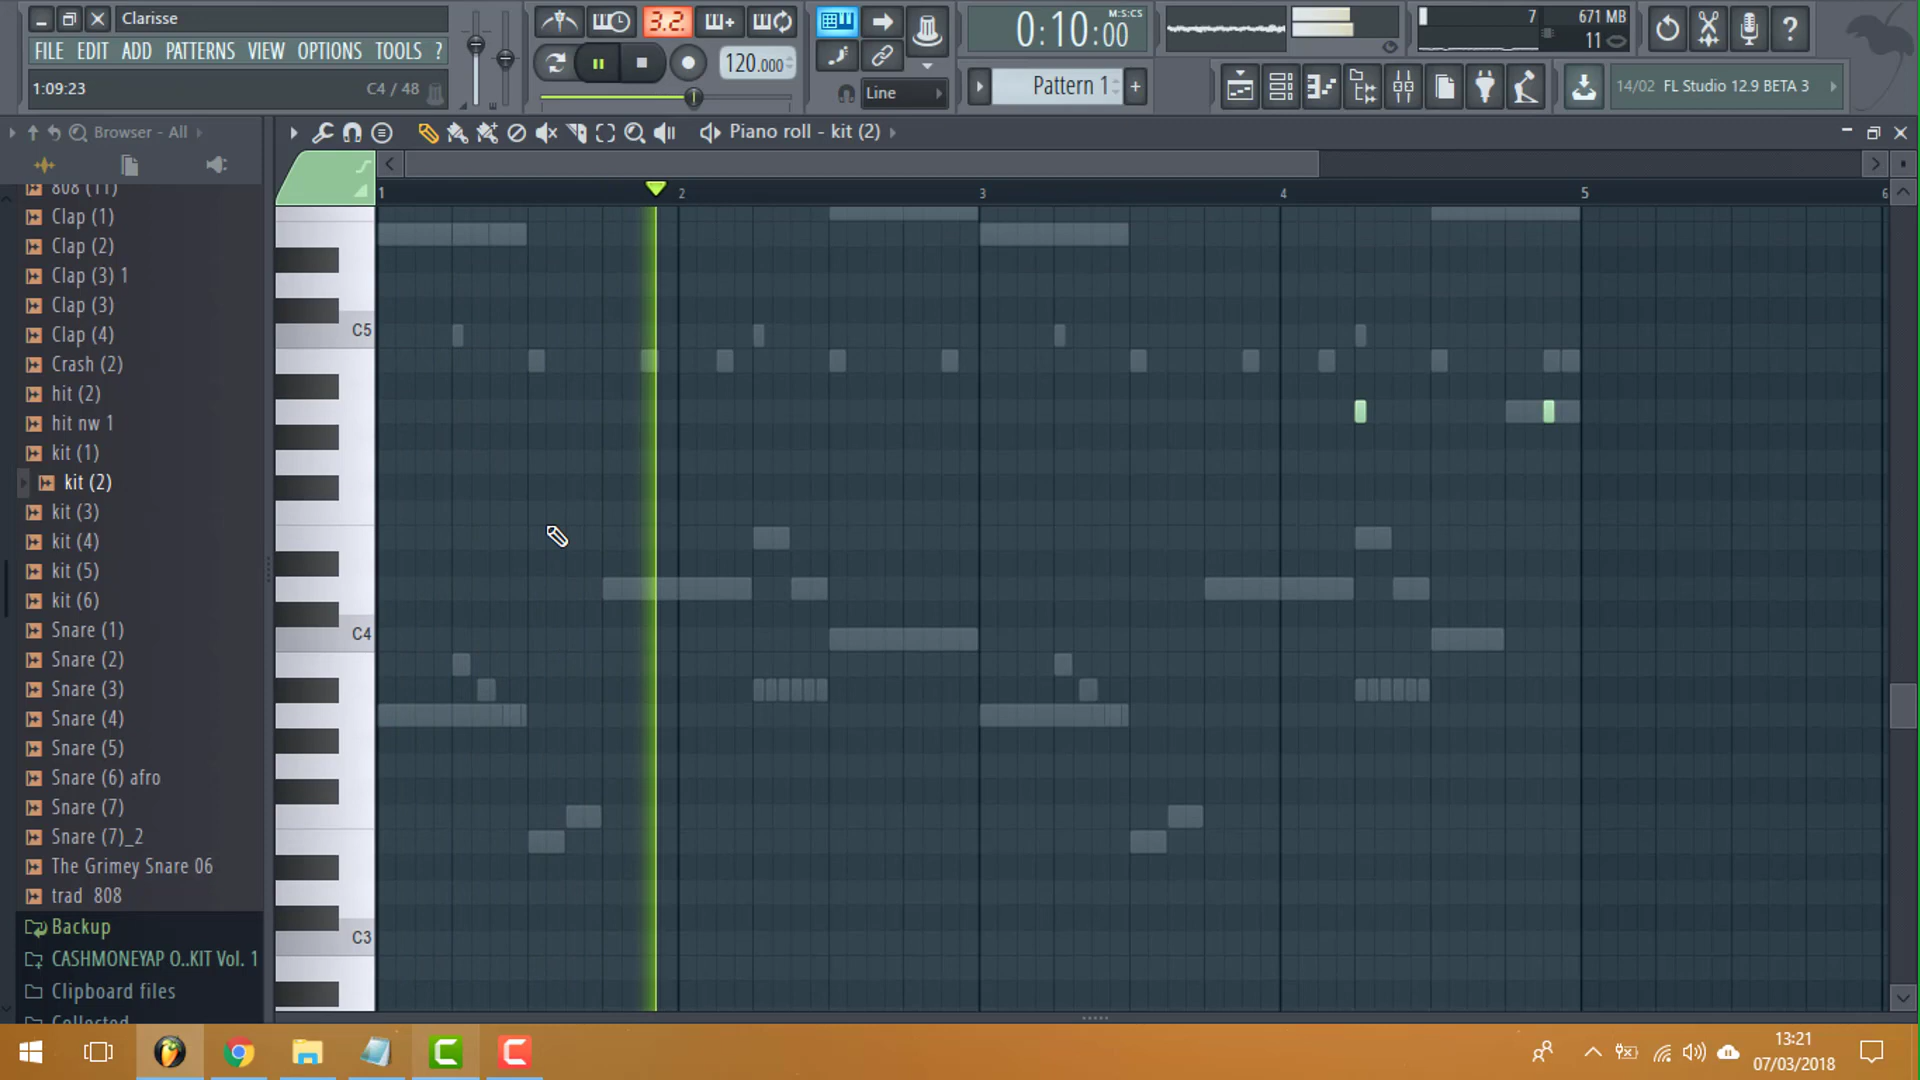 Clarisse
FILE EDIT ADD PATTERNS VIEW OPTIONS TOOLS ?
1:09:23 C4 / 48
3.2.
120.000
Line
0:10:00 M:S:CS
Pattern 1
7 671 MB
11
14/02 FL Studio 12.9 BETA 3
Browser - All
Piano roll - kit (2)
1 2 3 4 5 6
808 (11)
Clap (1)
Clap (2)
Clap (3) 1
Clap (3)
Clap (4)
Crash (2)
hit (2)
hit nw 1
kit (1)
kit (2)
kit (3)
kit (4)
kit (5)
kit (6)
Snare (1)
Snare (2)
Snare (3)
Snare (4)
Snare (5)
Snare (6) afro
Snare (7)
Snare (7)_2
The Grimey Snare 06
trad 808
Backup
CASHMONEYAP O..KIT Vol. 1
Clipboard files
Collected
C5
C4
C3
13:21
07/03/2018